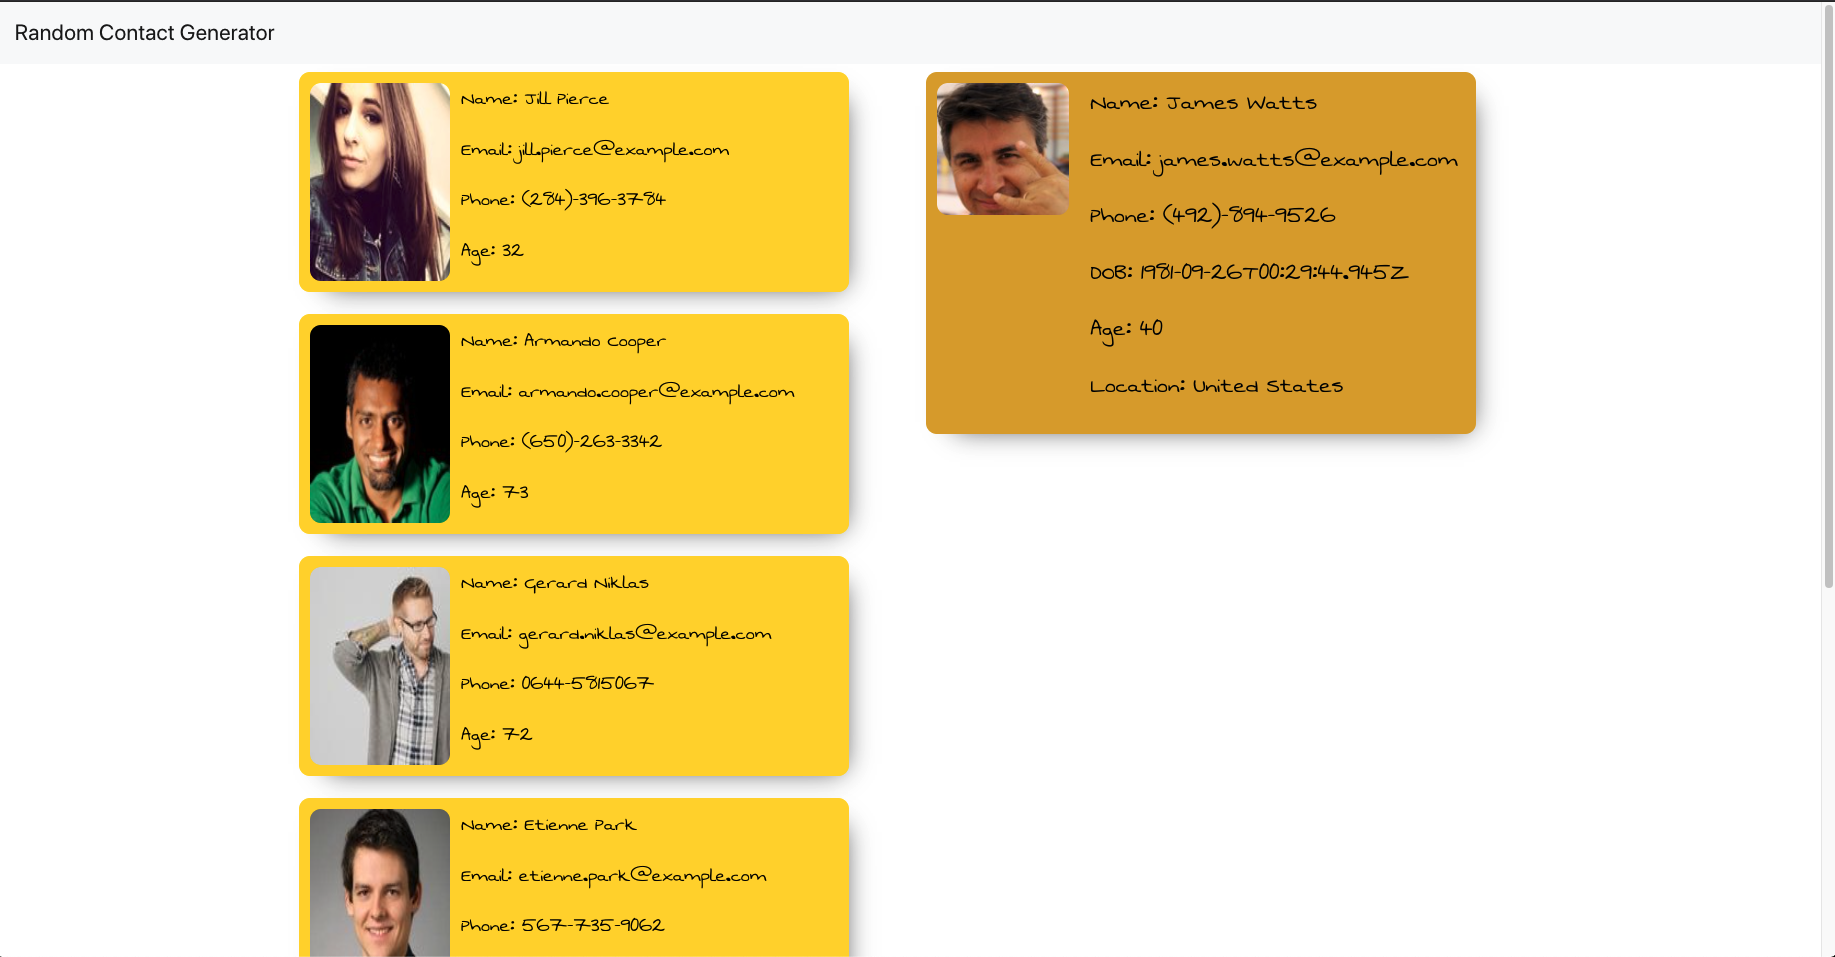 Random Contact Generator
Name: Jill Pierce
Email: jill.pierce@example.com
Phone: (284)-396-3784
Age: 32
Name: Armando Cooper
Email: armando.cooper@example.com
Phone: (650)-263-3342
Age: 73
Name: Gerard Niklas
Email: gerard.niklas@example.com
Phone: 0644-5815067
Age: 72
Name: Etienne Park
Email: etienne.park@example.com
Phone: 567-735-9062
Name: James Watts
Email: james.watts@example.com
Phone: (492)-894-9526
DOB: 1981-09-26T00:29:44.945Z
Age: 40
Location: United States